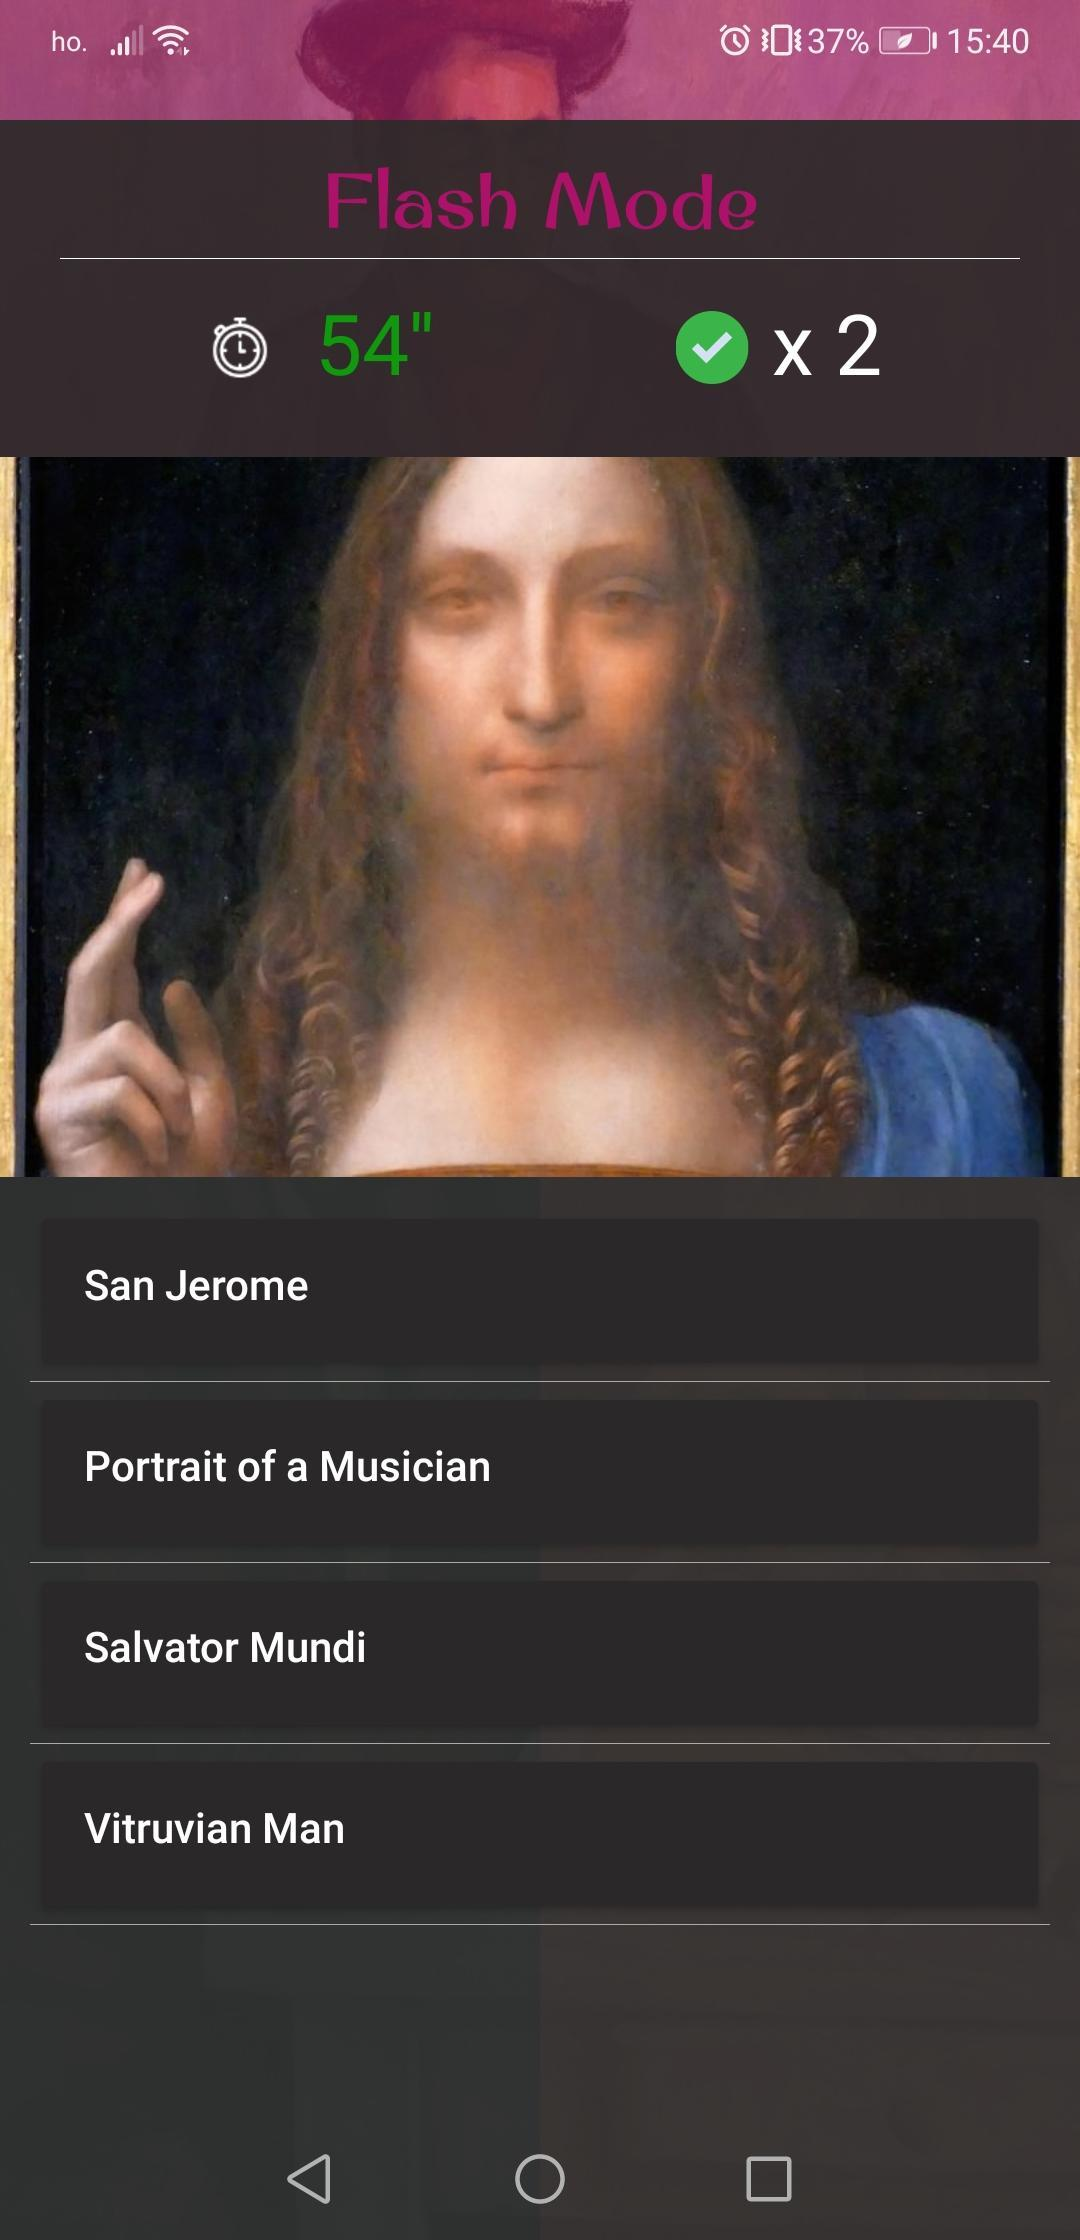 ho. 37% 15:40
Flash Mode
54" x 2
San Jerome
Portrait of a Musician
Salvator Mundi
Vitruvian Man